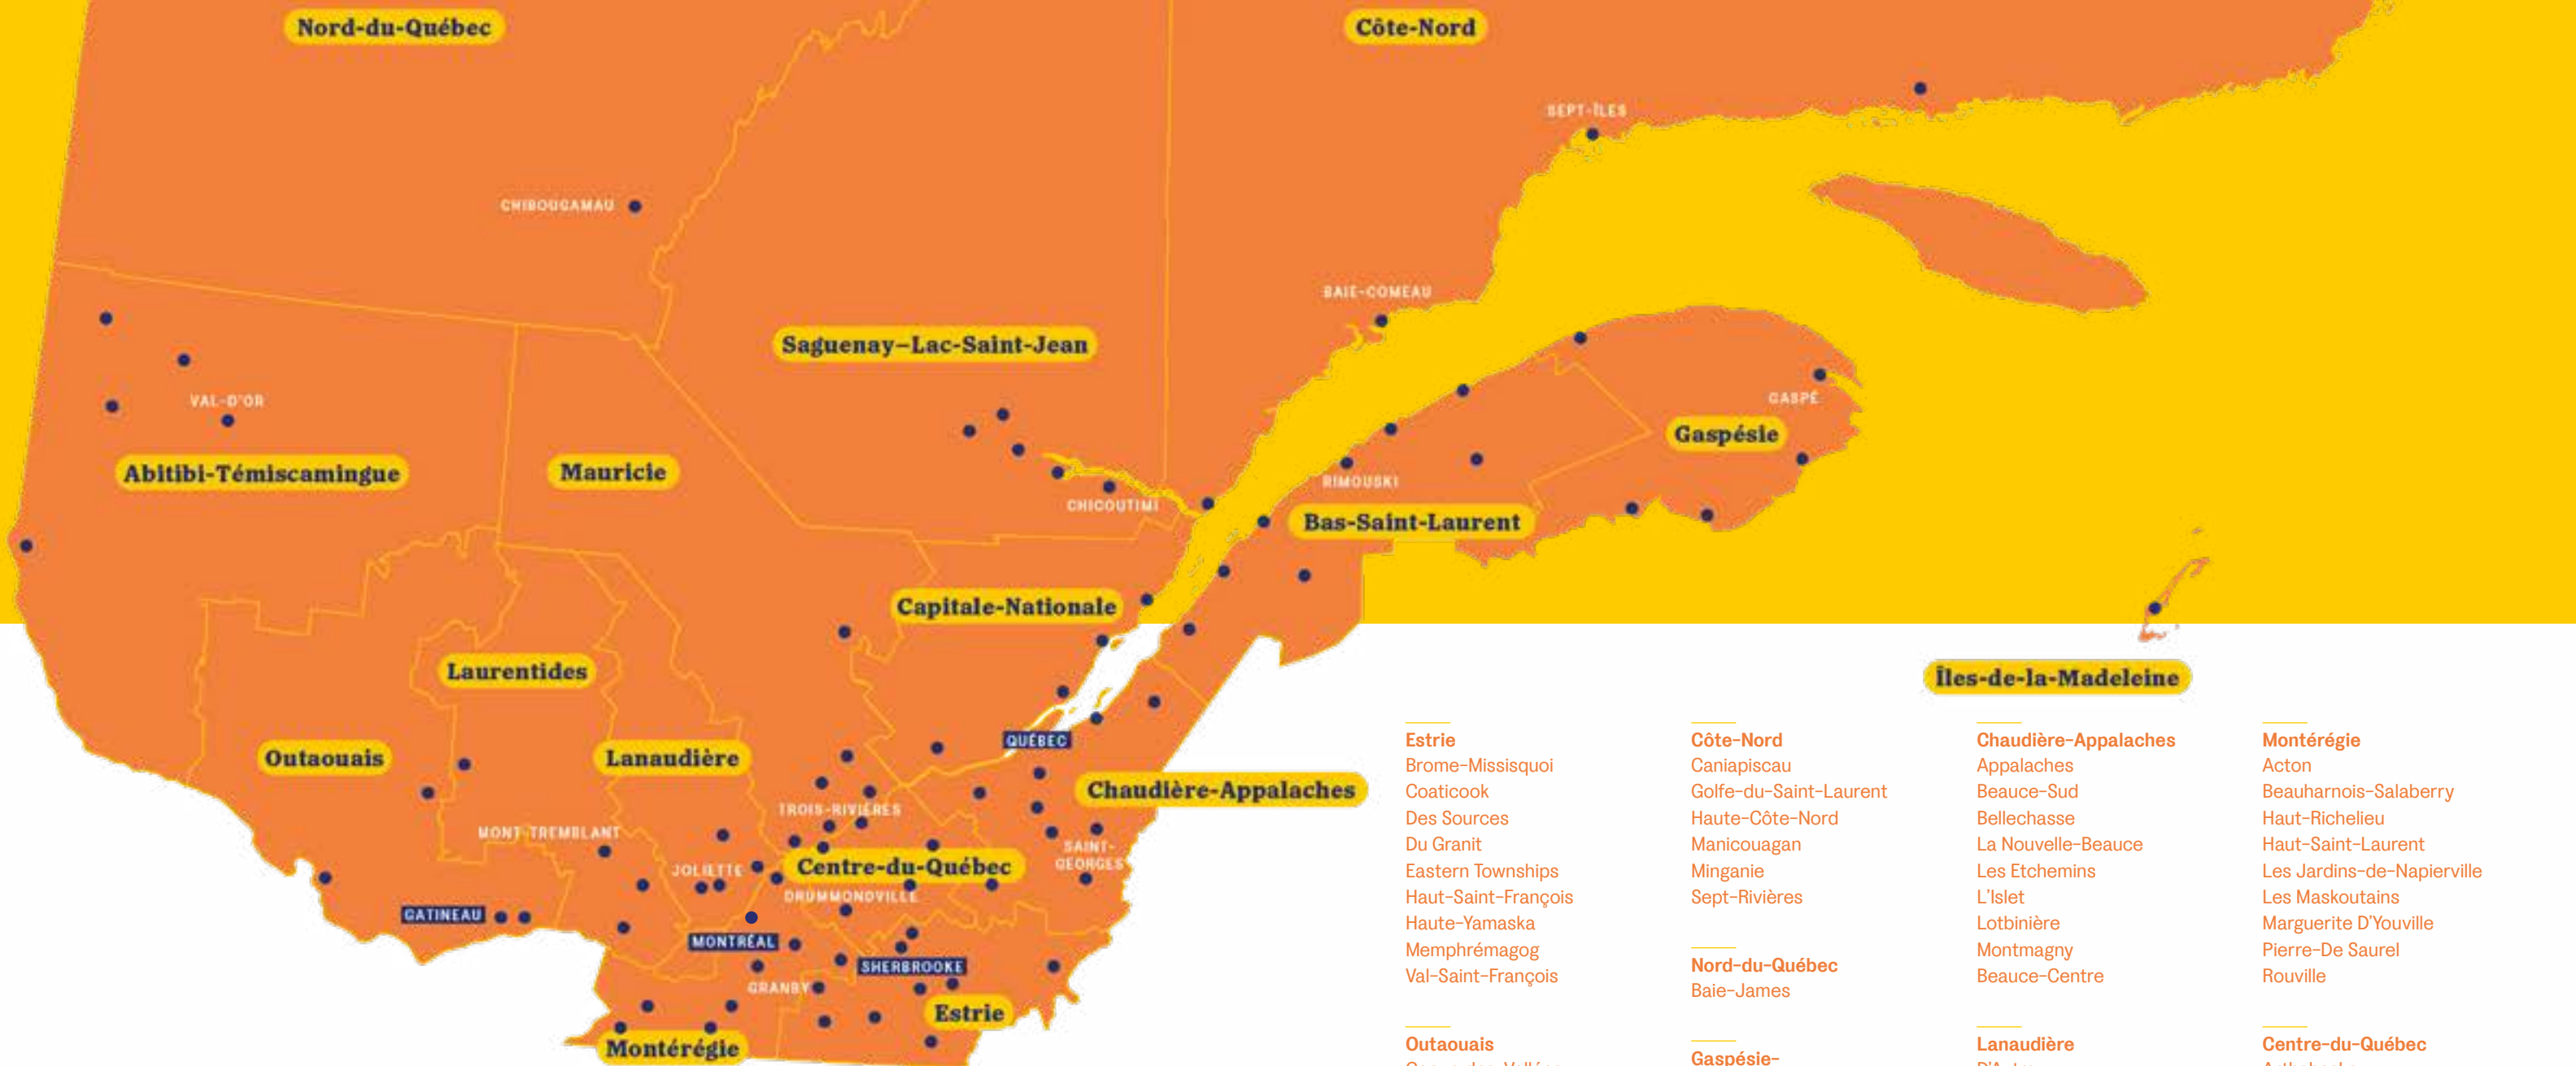 Nord-du-Québec
Côte-Nord
SEPT-ÎLES
CHIBOUGAMAU
BAIE-COMEAU
Saguenay–Lac-Saint-Jean
VAL-D'OR
GASPÉ
Gaspésie
Abitibi-Témiscamingue
Mauricie
RIMOUSKI
CHICOUTIMI
Bas-Saint-Laurent
Capitale-Nationale
Laurentides
Îles-de-la-Madeleine
QUÉBEC
Outaouais
Lanaudière
Chaudière-Appalaches
TROIS-RIVIÈRES
MONT-TREMBLANT
SAINT-
GEORGES
JOLIETTE
Centre-du-Québec
DRUMMONDVILLE
GATINEAU
MONTRÉAL
SHERBROOKE
GRANBY
Estrie
Montérégie
Estrie
Brome-Missisquoi
Coaticook
Des Sources
Du Granit
Eastern Townships
Haut-Saint-François
Haute-Yamaska
Memphrémagog
Val-Saint-François
Outaouais
Côte-Nord
Caniapiscau
Golfe-du-Saint-Laurent
Haute-Côte-Nord
Manicouagan
Minganie
Sept-Rivières
Nord-du-Québec
Baie-James
Gaspésie-
Chaudière-Appalaches
Appalaches
Beauce-Sud
Bellechasse
La Nouvelle-Beauce
Les Etchemins
L'Islet
Lotbinière
Montmagny
Beauce-Centre
Lanaudière
Montérégie
Acton
Beauharnois-Salaberry
Haut-Richelieu
Haut-Saint-Laurent
Les Jardins-de-Napierville
Les Maskoutains
Marguerite D'Youville
Pierre-De Saurel
Rouville
Centre-du-Québec